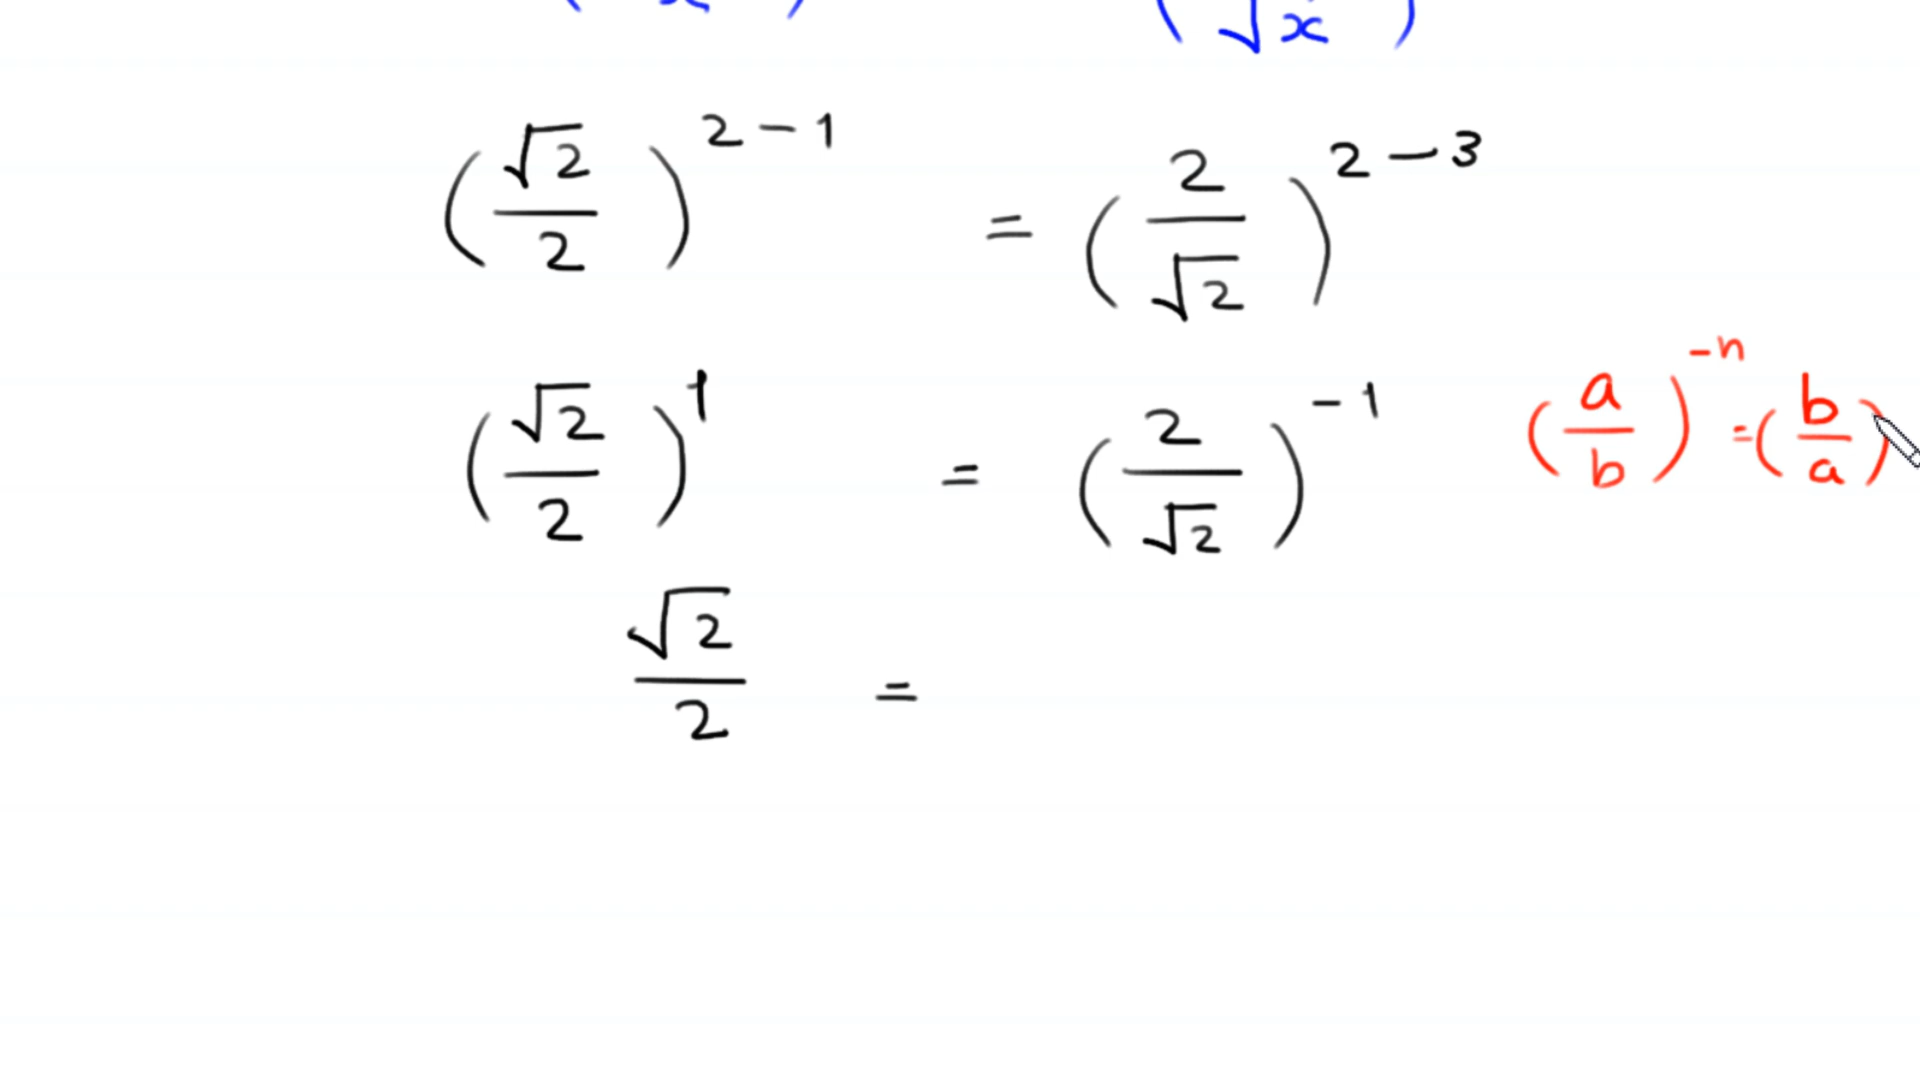 ( x ) ( √x )
(√2/2)^2-1 = (2/√2)^2-3
(√2/2)^1 = (2/√2)^-1 (a/b)^-n = (b/a)
√2/2 =